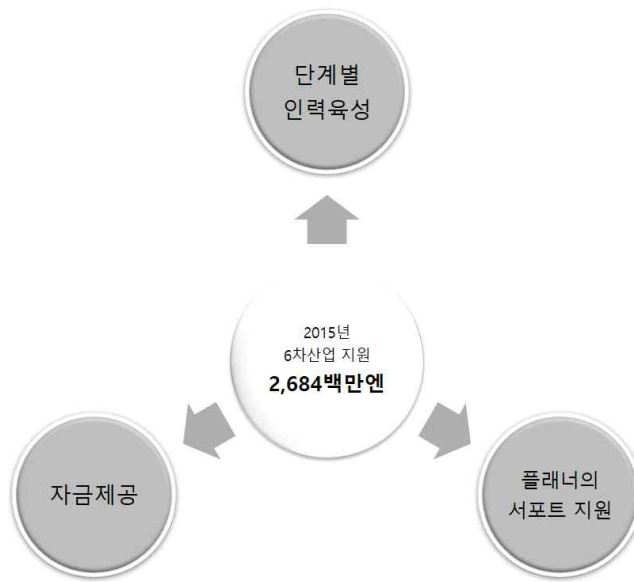 단계별
인력육성
2015년
6차산업 지원
2,684백만엔
자금제공
플래너의
서포트 지원